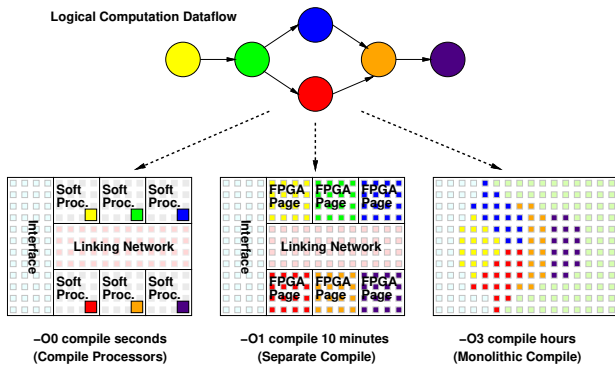 Logical Computation Dataflow
Soft Proc.
Soft Proc.
Soft Proc.
Interface
Linking Network
Soft Proc.
Soft Proc.
Soft Proc.
FPGA Page
FPGA Page
FPGA Page
Interface
Linking Network
FPGA Page
FPGA Page
FPGA Page
–O0 compile seconds
(Compile Processors)
–O1 compile 10 minutes
(Separate Compile)
–O3 compile hours
(Monolithic Compile)